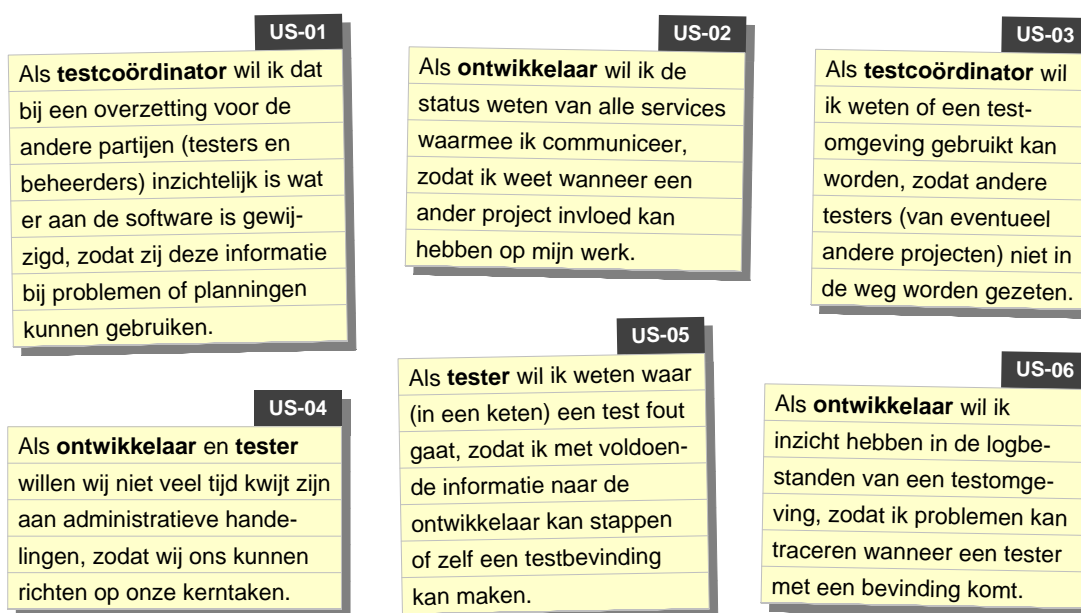 US-01
Als testcoördinator wil ik dat
bij een overzetting voor de
andere partijen (testers en
beheerders) inzichtelijk is wat
er aan de software is gewij-
zigd, zodat zij deze informatie
bij problemen of planningen
kunnen gebruiken.
US-02
Als ontwikkelaar wil ik de
status weten van alle services
waarmee ik communiceer,
zodat ik weet wanneer een
ander project invloed kan
hebben op mijn werk.
US-03
Als testcoördinator wil
ik weten of een test-
omgeving gebruikt kan
worden, zodat andere
testers (van eventueel
andere projecten) niet in
de weg worden gezeten.
US-04
Als ontwikkelaar en tester
willen wij niet veel tijd kwijt zijn
aan administratieve hande-
lingen, zodat wij ons kunnen
richten op onze kerntaken.
US-05
Als tester wil ik weten waar
(in een keten) een test fout
gaat, zodat ik met voldoen-
de informatie naar de
ontwikkelaar kan stappen
of zelf een testbevinding
kan maken.
US-06
Als ontwikkelaar wil ik
inzicht hebben in de logbe-
standen van een testomge-
ving, zodat ik problemen kan
traceren wanneer een tester
met een bevinding komt.